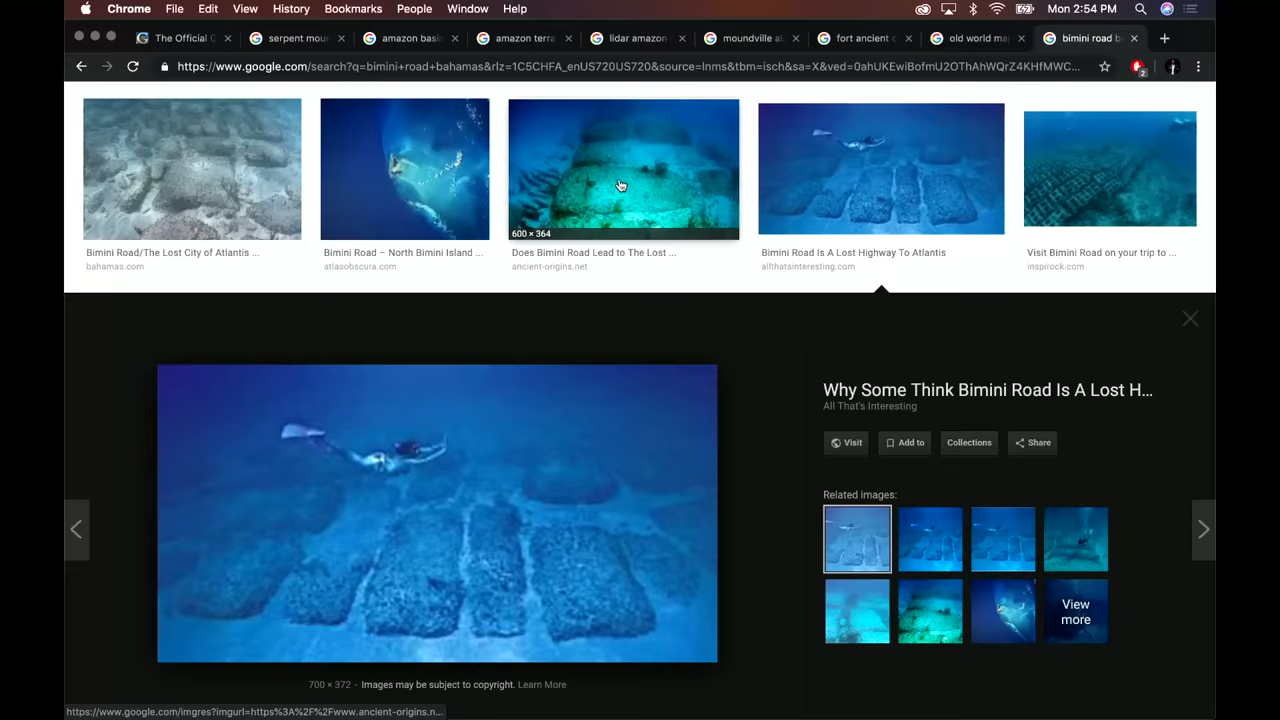 Chrome File Edit View History Bookmarks People Window Help Mon 2:54 PM
The Official C
serpent moun
amazon basi
amazon terra
lidar amazon
moundville al
fort ancient c
old world ma
bimini road b
https://www.google.com/search?q=bimini+road+bahamas&rlz=1C5CHFA_enUS720US720&source=lnms&tbm=isch&sa=X&ved=0ahUKEwiBofmU2OThAhWQrZ4KHfMWC...
2
600 × 364
Bimini Road/The Lost City of Atlantis ...
bahamas.com
Bimini Road – North Bimini Island ...
atlasobscura.com
Does Bimini Road Lead to The Lost ...
ancient-origins.net
Bimini Road Is A Lost Highway To Atlantis
allthatsinteresting.com
Visit Bimini Road on your trip to ...
inspirock.com
Why Some Think Bimini Road Is A Lost H...
All That's Interesting
Visit
Add to
Collections
Share
Related images:
View
more
700 × 372 - Images may be subject to copyright. Learn More
https://www.google.com/imgres?imgurl=https%3A%2F%2Fwww.ancient-origins.n...